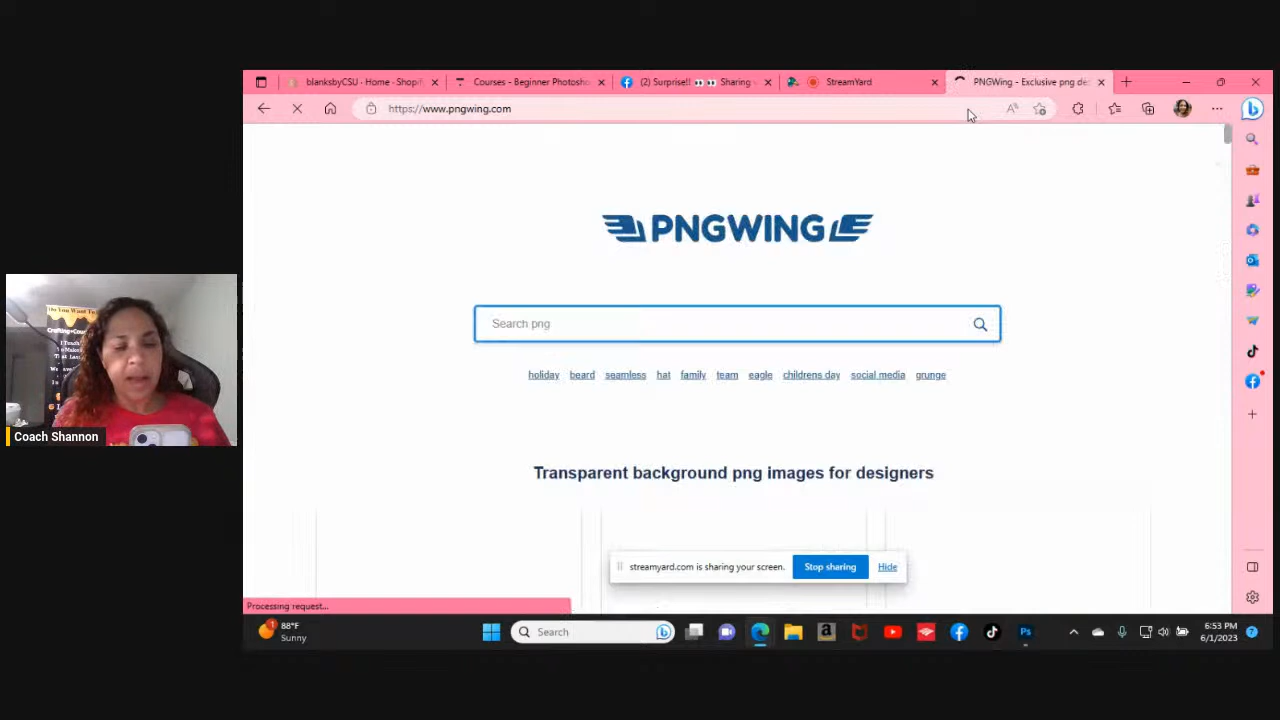 blanksbyCSU · Home · Shop/
Courses - Beginner Photosh
(2) Surprise!! 👀 👀 Sharing
StreamYard
PNGWing - Exclusive png de
https://www.pngwing.com
PNGWING
Search png
holiday beard seamless hat family team eagle childrens day social media grunge
Transparent background png images for designers
streamyard.com is sharing your screen. Stop sharing Hide
Processing request...
Coach Shannon
88°F
Sunny
Search
6:53 PM
6/1/2023